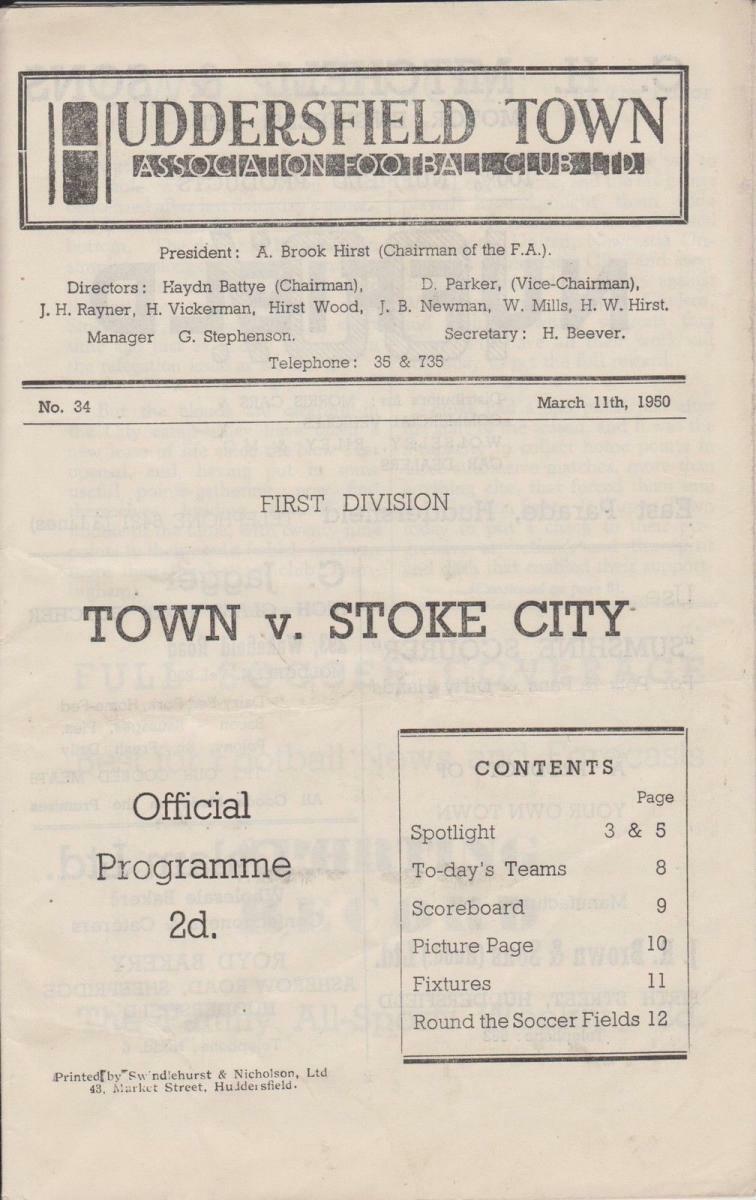 HUDDERSFIELD TOWN
ASSOCIATION FOOTBALL CLUB LTD.
President: A. Brook Hirst (Chairman of the F.A.).
Directors: Haydn Battye (Chairman), D. Parker, (Vice-Chairman),
J. H. Rayner, H. Vickerman, Hirst Wood, J. B. Newman, W. Mills, H. W. Hirst.
Manager G. Stephenson. Secretary: H. Beever.
Telephone: 35 & 735
No. 34 March 11th, 1950
FIRST DIVISION
TOWN v. STOKE CITY
Official
Programme
2d.
CONTENTS
Page
Spotlight 3 & 5
To-day's Teams 8
Scoreboard 9
Picture Page 10
Fixtures 11
Round the Soccer Fields 12
Printed by Swindlehurst & Nicholson, Ltd
43, Market Street, Huddersfield.